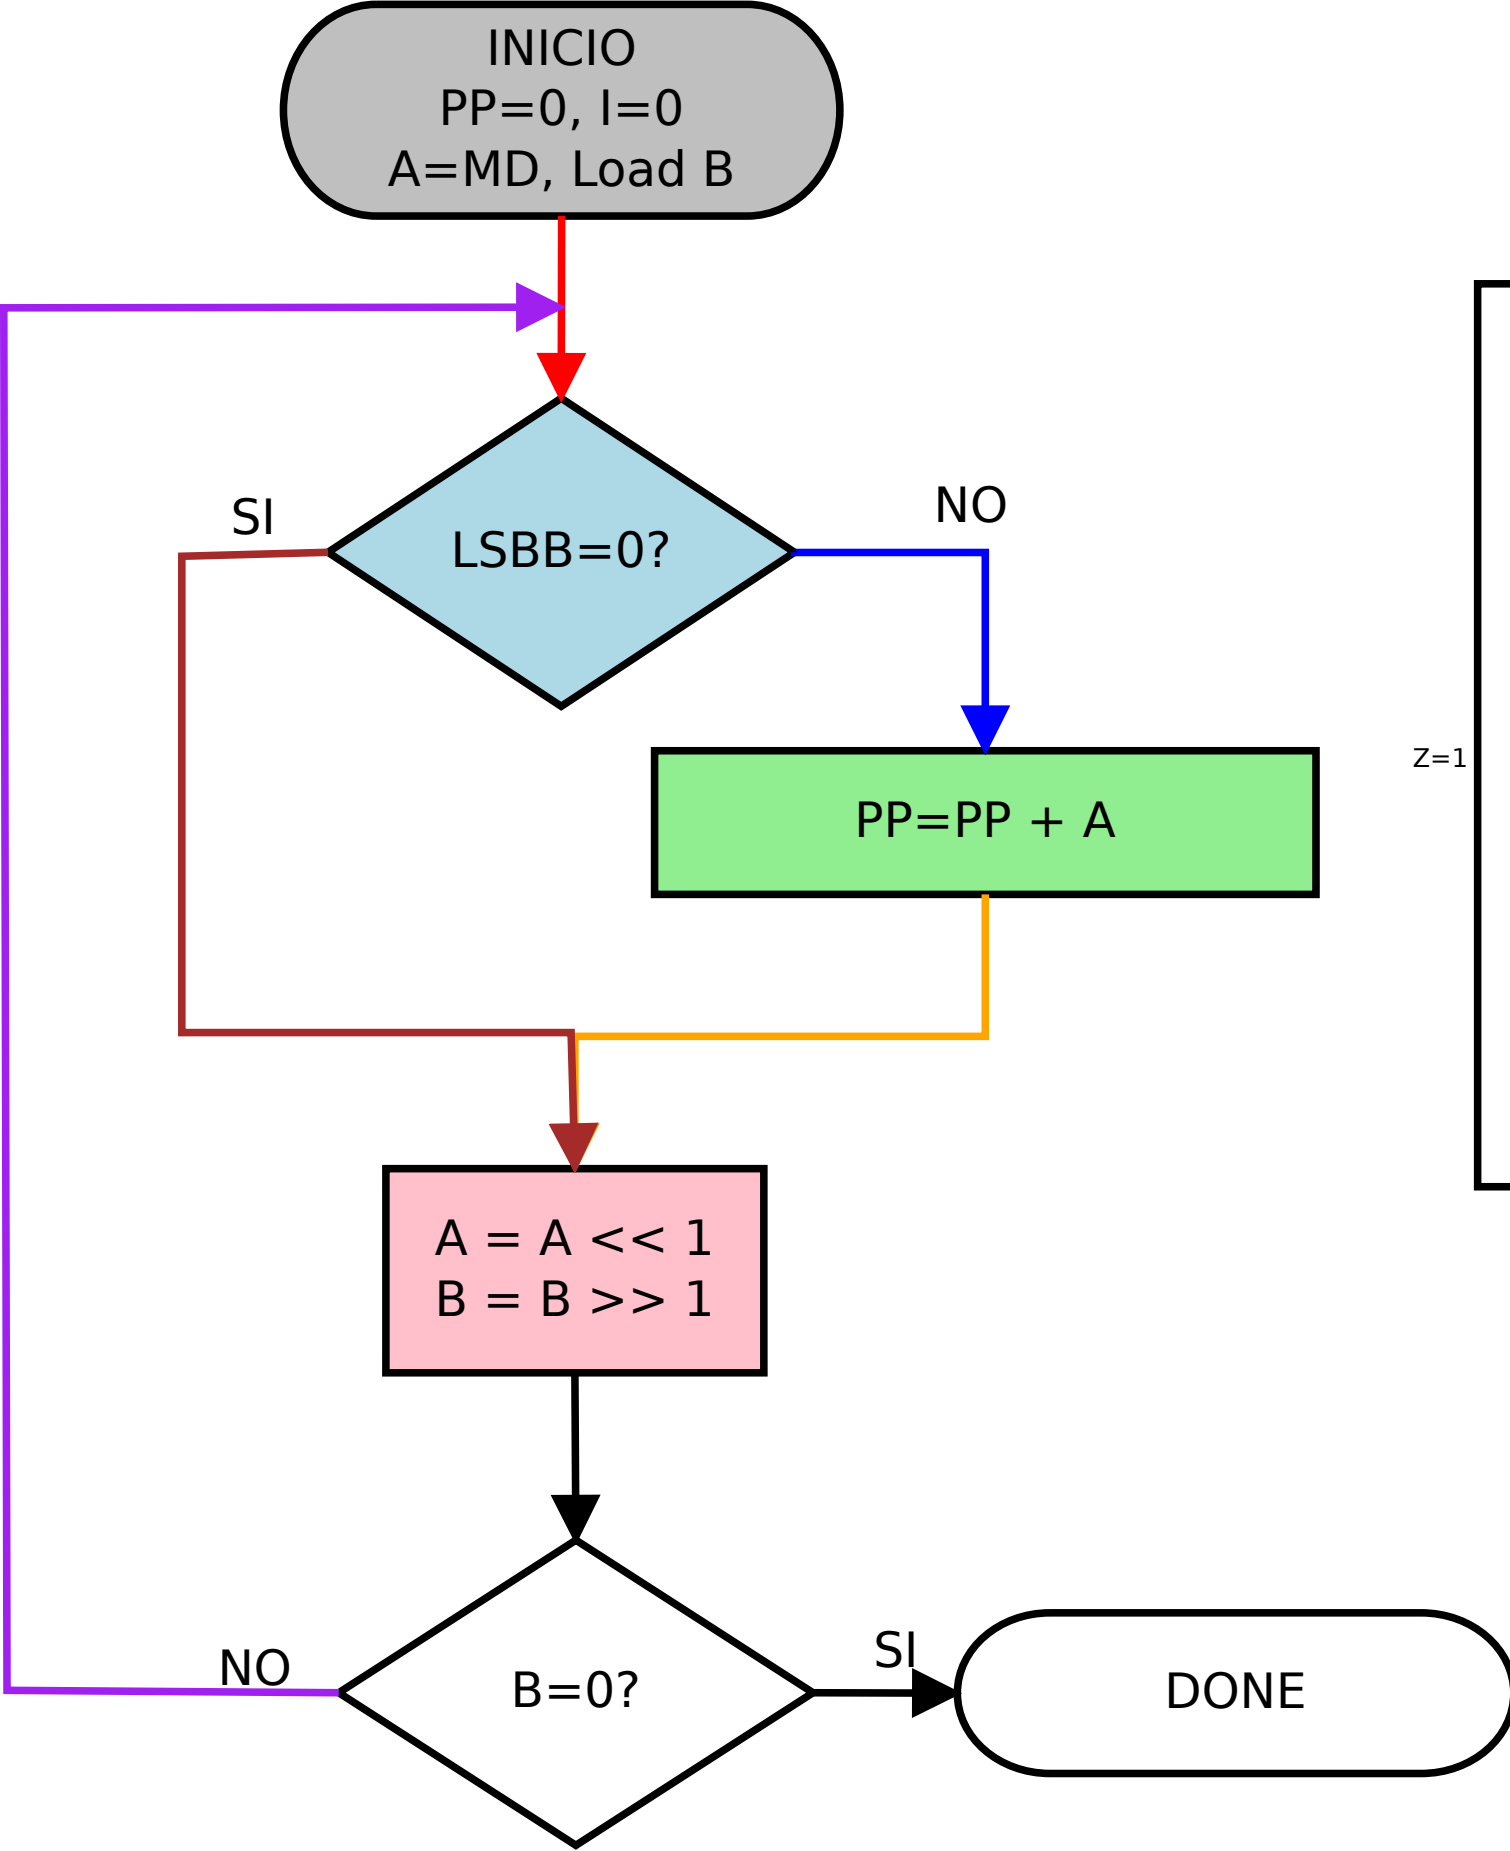 INICIO
PP=0, I=0
A=MD, Load B
SI
NO
LSBB=0?
Z=1
PP=PP + A
A = A << 1
B = B >> 1
NO
B=0?
SI
DONE